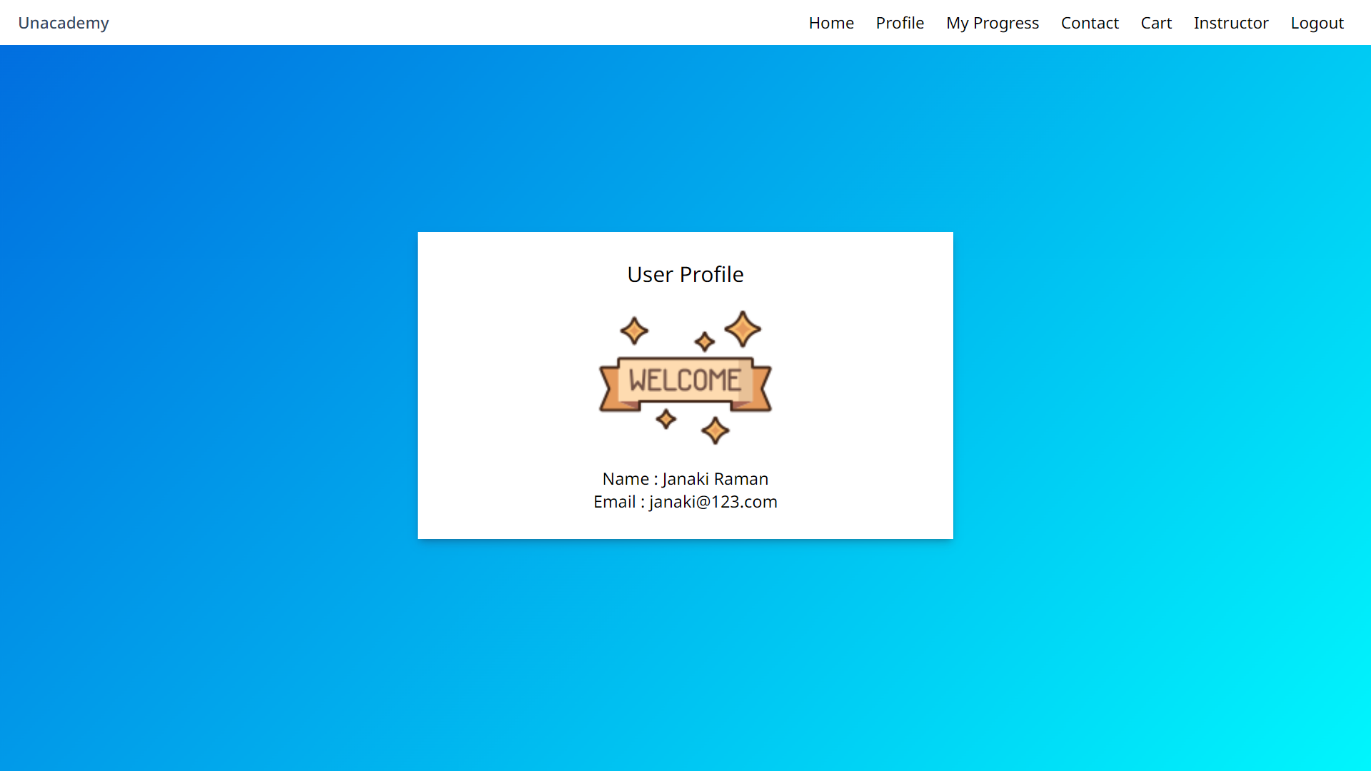 Unacademy
Home Profile My Progress Contact Cart Instructor Logout
User Profile
WELCOME
Name : Janaki Raman
Email : janaki@123.com